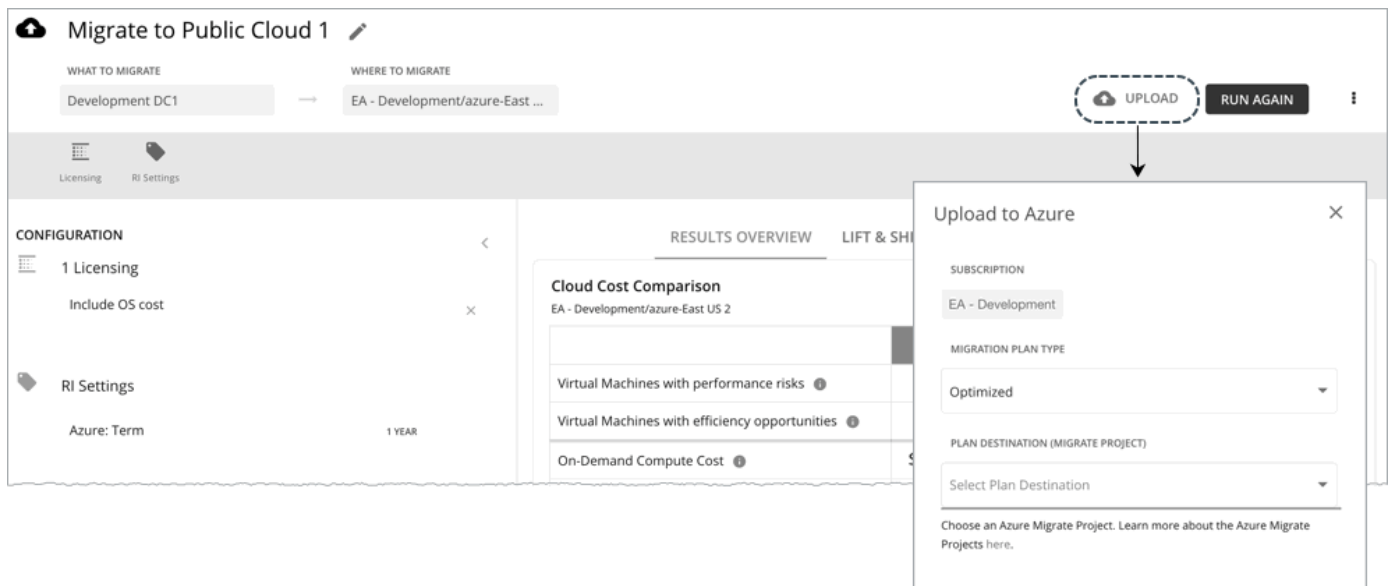 Migrate to Public Cloud 1
WHAT TO MIGRATE
WHERE TO MIGRATE
Development DC1
EA - Development/azure-East ...
UPLOAD
RUN AGAIN
Licensing
RI Settings
CONFIGURATION
1 Licensing
Include OS cost
RI Settings
Azure: Term
1 YEAR
RESULTS OVERVIEW
LIFT & SHI
Cloud Cost Comparison
EA - Development/azure-East US 2
Virtual Machines with performance risks
Virtual Machines with efficiency opportunities
On-Demand Compute Cost
Upload to Azure
SUBSCRIPTION
EA - Development
MIGRATION PLAN TYPE
Optimized
PLAN DESTINATION (MIGRATE PROJECT)
Select Plan Destination
Choose an Azure Migrate Project. Learn more about the Azure Migrate
Projects here.